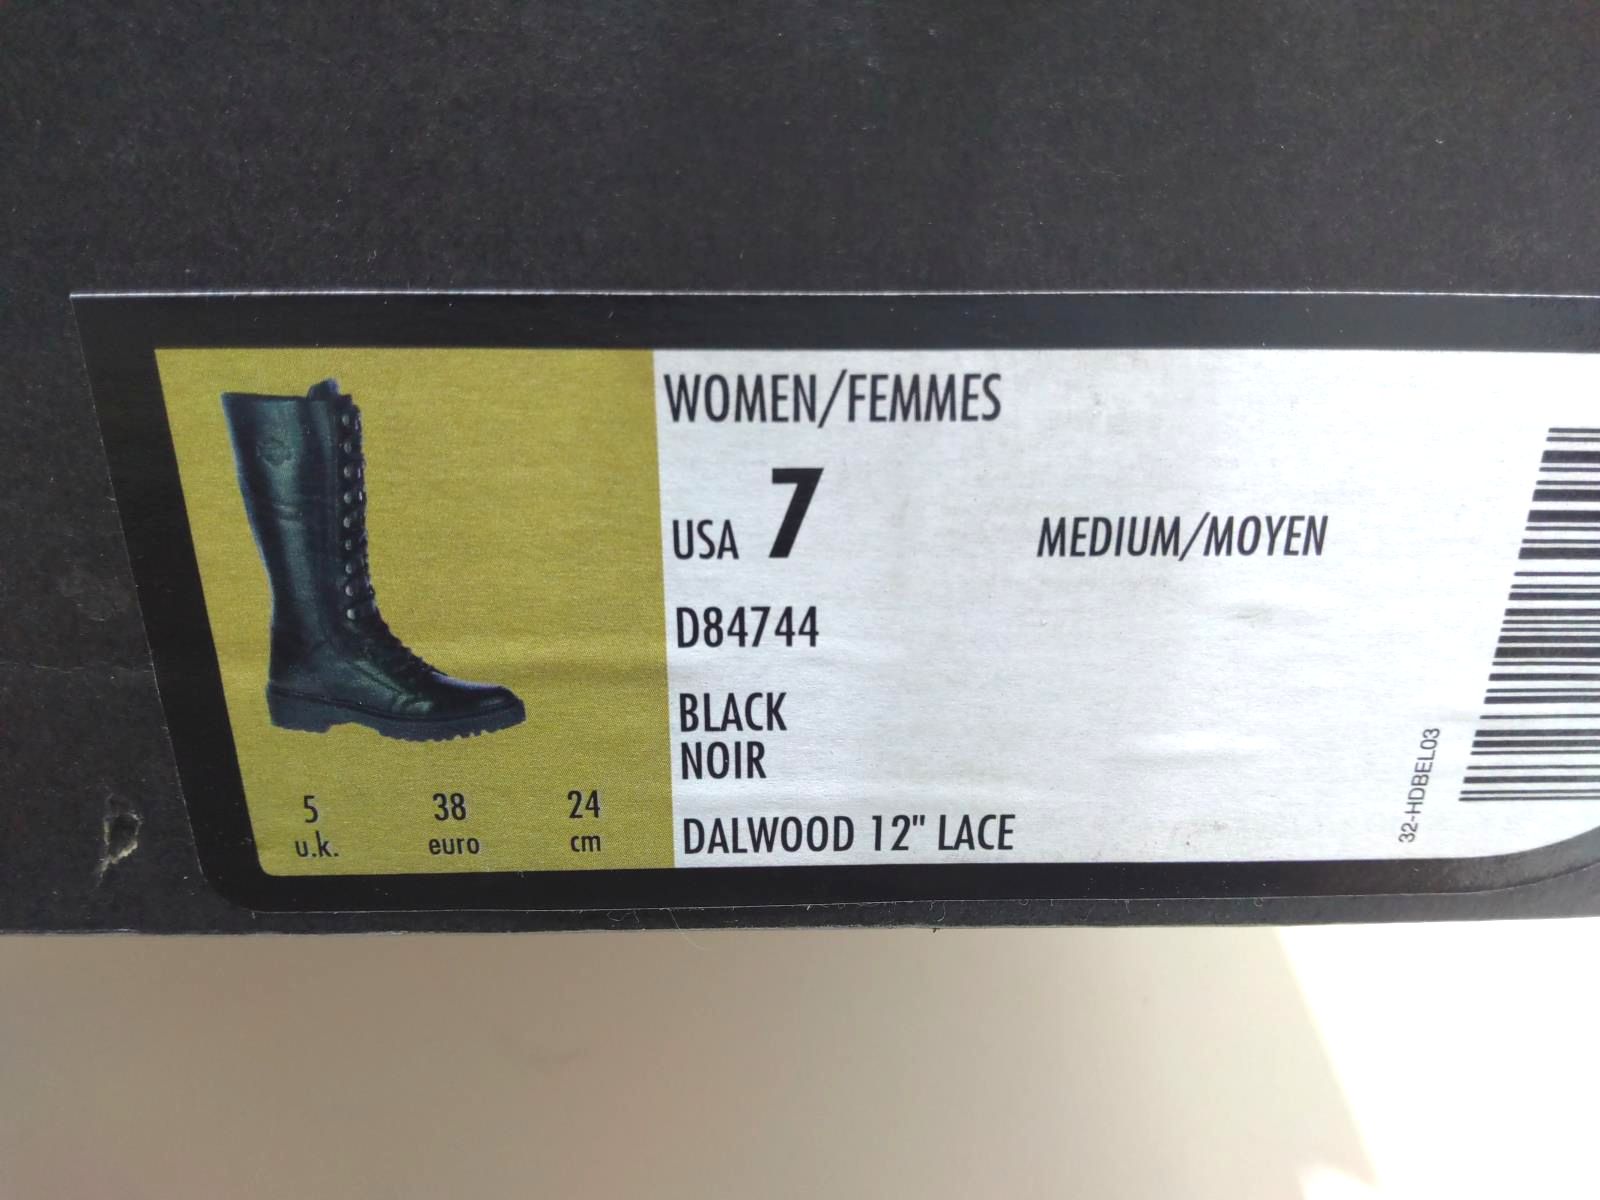 WOMEN/FEMMES
USA 7 MEDIUM/MOYEN
D84744
BLACK
NOIR
DALWOOD 12" LACE
5 38 24
u.k. euro cm
32-HDBEL03